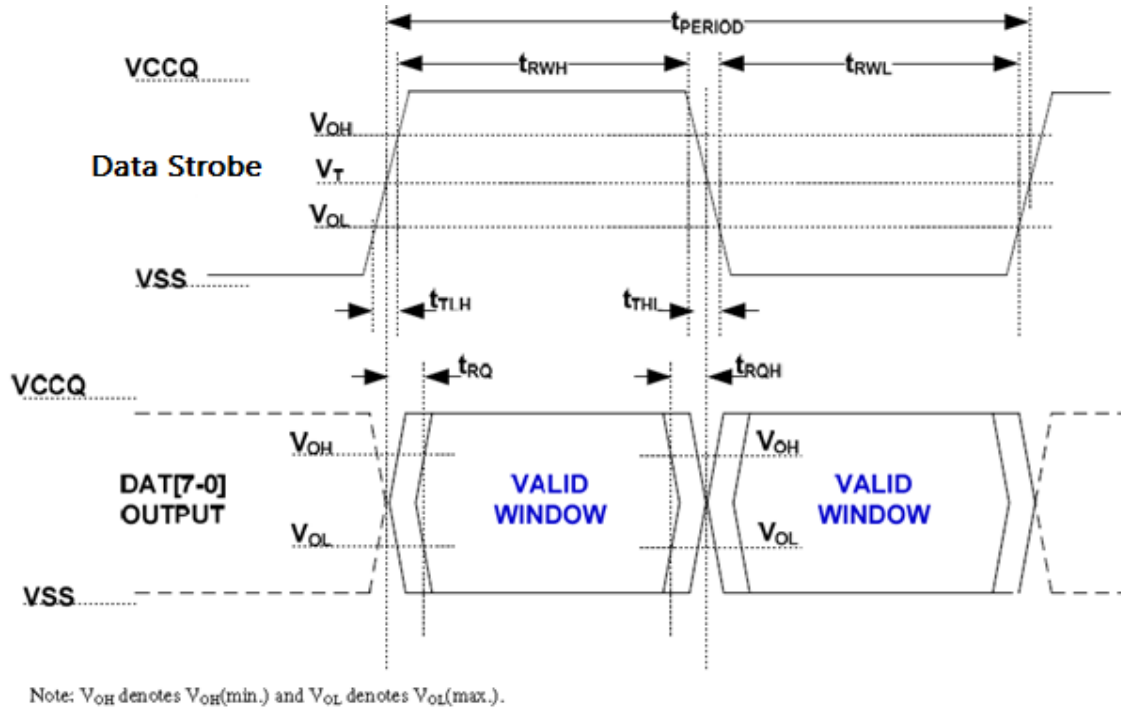 tPERIOD
VCCQ
tRWH
tRWL
VOH
Data Strobe
VT
VOL
VSS
tTLH
tTHL
tRQ
tRQH
VCCQ
VOH
VOH
DAT[7-0]
OUTPUT
VALID
WINDOW
VALID
WINDOW
VOL
VOL
VSS
Note: VOH denotes VOH(min.) and VOL denotes VOL(max.).